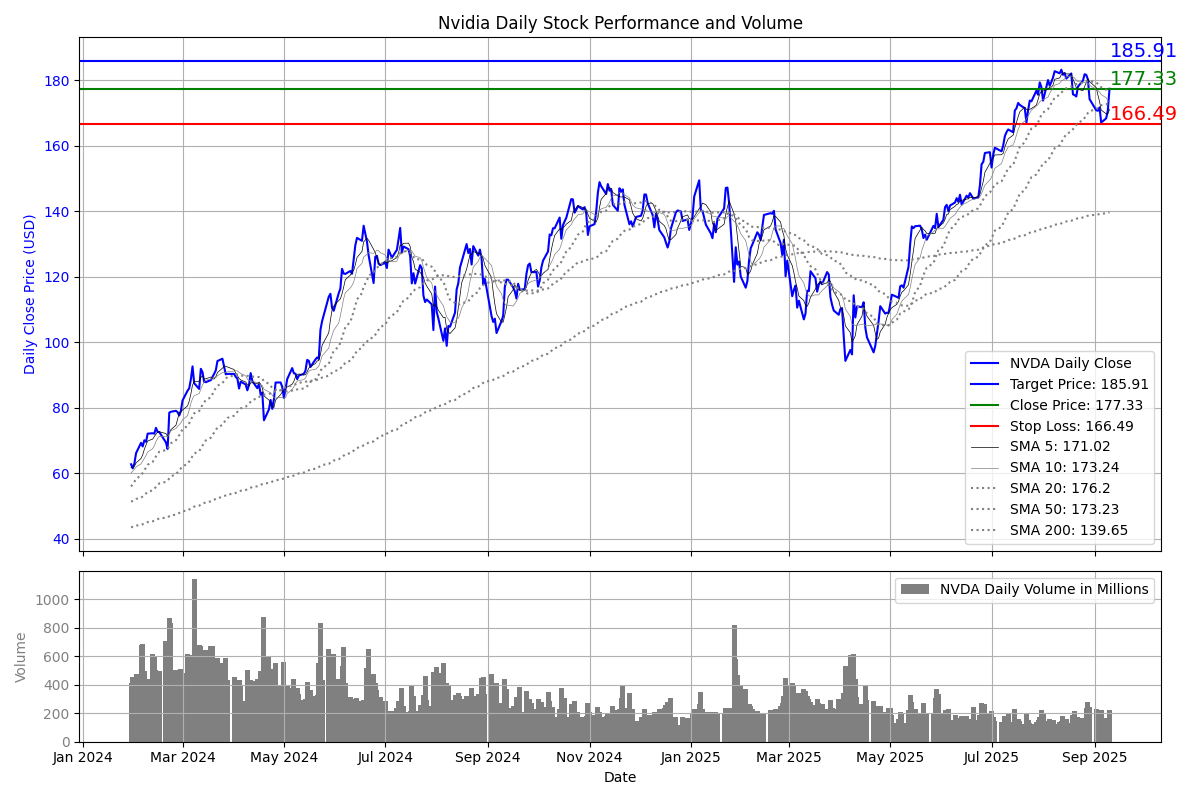 Nvidia Daily Stock Performance and Volume
Daily Close Price (USD)
180
160
140
120
100
80
60
40
185.91
177.33
166.49
NVDA Daily Close
Target Price: 185.91
Close Price: 177.33
Stop Loss: 166.49
SMA 5: 171.02
SMA 10: 173.24
SMA 20: 176.2
SMA 50: 173.23
SMA 200: 139.65
Volume
1000
800
600
400
200
0
NVDA Daily Volume in Millions
Jan 2024 Mar 2024 May 2024 Jul 2024 Sep 2024 Nov 2024 Jan 2025 Mar 2025 May 2025 Jul 2025 Sep 2025
Date